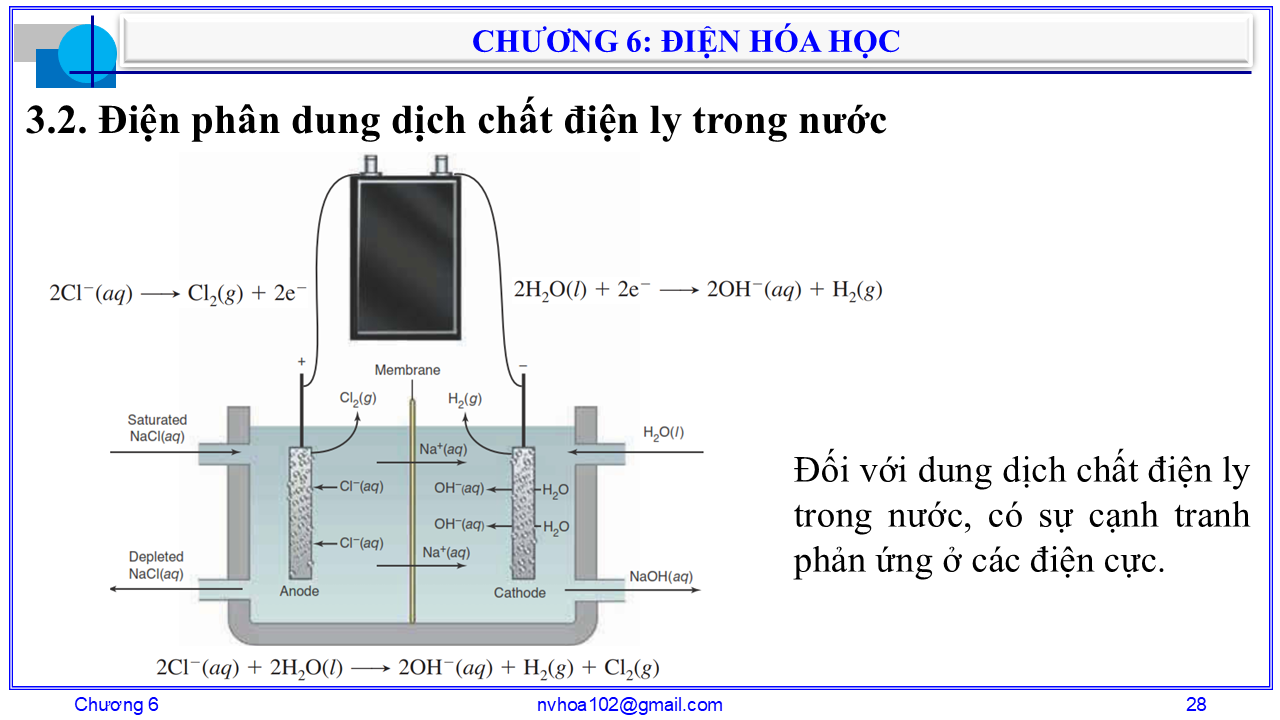 CHƯƠNG 6: ĐIỆN HÓA HỌC
3.2. Điện phân dung dịch chất điện ly trong nước
2Cl⁻(aq) ⟶ Cl₂(g) + 2e⁻
2H₂O(l) + 2e⁻ ⟶ 2OH⁻(aq) + H₂(g)
+
−
Membrane
Cl₂(g)
H₂(g)
Saturated
NaCl(aq)
H₂O(l)
Na⁺(aq)
Cl⁻(aq)
OH⁻(aq)
H₂O
OH⁻(aq)
H₂O
Cl⁻(aq)
Na⁺(aq)
Depleted
NaCl(aq)
NaOH(aq)
Anode
Cathode
2Cl⁻(aq) + 2H₂O(l) ⟶ 2OH⁻(aq) + H₂(g) + Cl₂(g)
Đối với dung dịch chất điện ly
trong nước, có sự cạnh tranh
phản ứng ở các điện cực.
Chương 6
nvhoa102@gmail.com
28